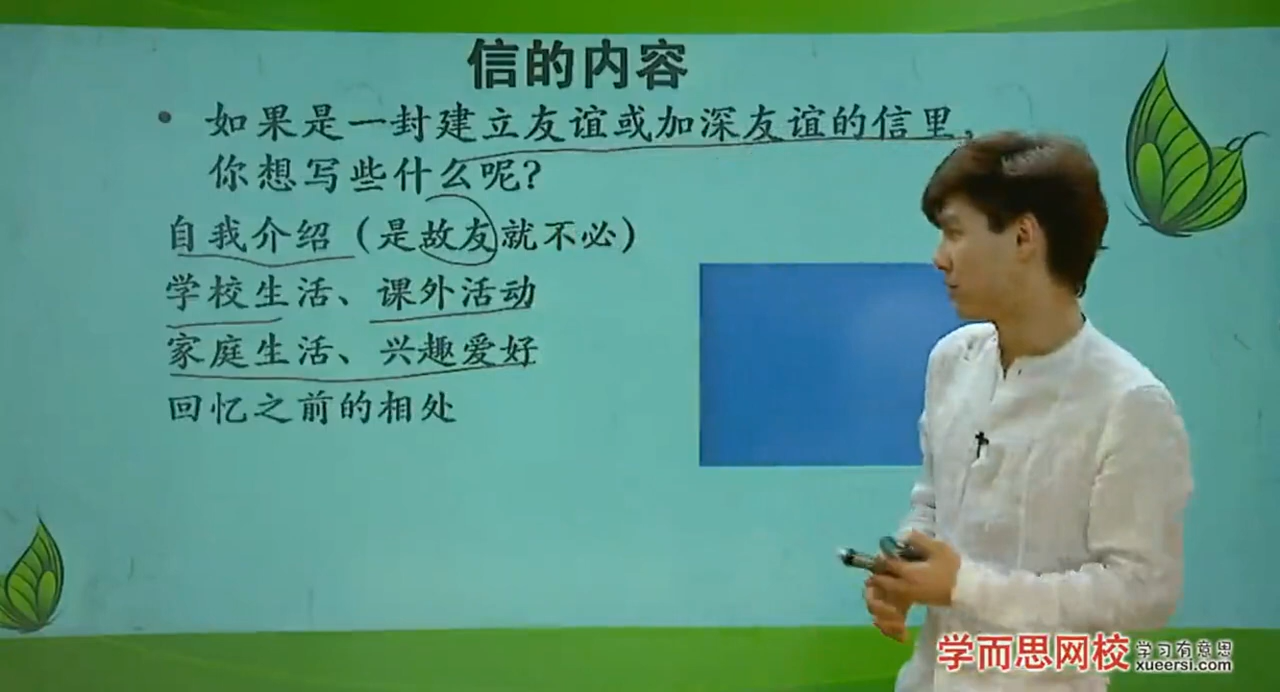 信的内容
• 如果是一封建立友谊或加深友谊的信里，
你想写些什么呢？
自我介绍（是故友就不必）
学校生活、课外活动
家庭生活、兴趣爱好
回忆之前的相处
学而思网校 学习有意思
xueersi.com